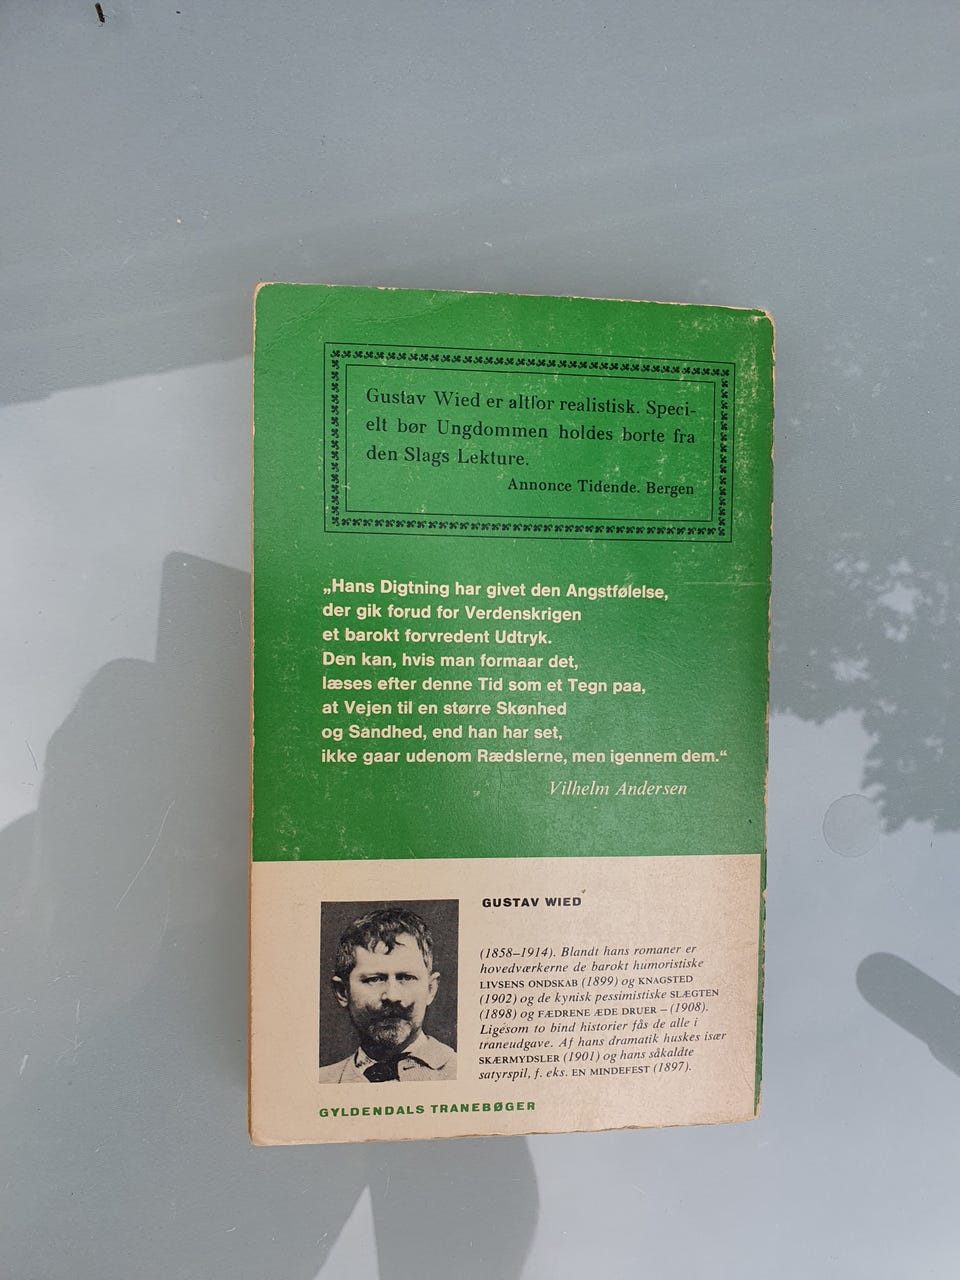 Gustav Wied er altfor realistisk. Speci-
elt bør Ungdommen holdes borte fra
den Slags Lekture.
Annonce Tidende. Bergen
„Hans Digtning har givet den Angstfølelse,
der gik forud for Verdenskrigen
et barokt forvredent Udtryk.
Den kan, hvis man formaar det,
læses efter denne Tid som et Tegn paa,
at Vejen til en større Skønhed
og Sandhed, end han har set,
ikke gaar udenom Rædslerne, men igennem dem.“
Vilhelm Andersen
GUSTAV WIED
(1858–1914). Blandt hans romaner er
hovedværkerne de barokt humoristiske
LIVSENS ONDSKAB (1899) og KNAGSTED
(1902) og de kynisk pessimistiske SLÆGTEN
(1898) og FÆDRENE ÆDE DRUER – (1908).
Ligesom to bind historier fås de alle i
traneudgave. Af hans dramatik huskes især
SKÆRMYDSLER (1901) og hans såkaldte
satyrspil, f. eks. EN MINDEFEST (1897).
GYLDENDALS TRANEBØGER